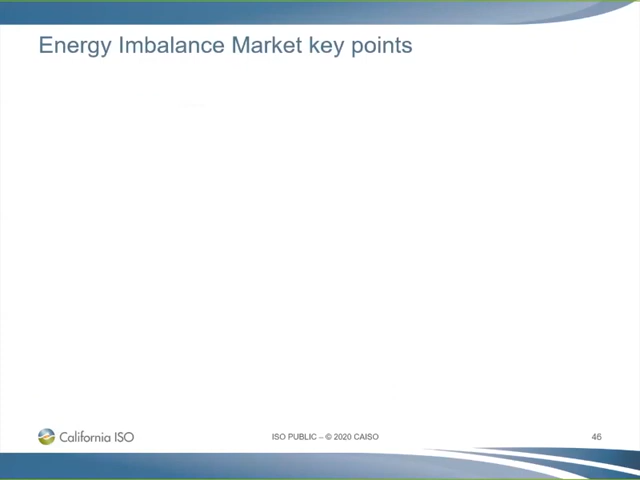 Energy Imbalance Market key points
California ISO
ISO PUBLIC – © 2020 CAISO
46